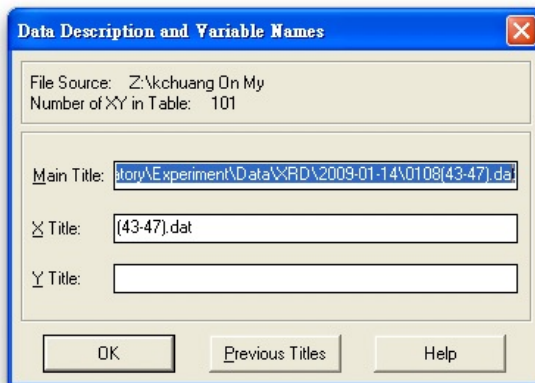 Data Description and Variable Names
File Source: Z:\kchuang On My
Number of XY in Table: 101
Main Title: atory\Experiment\Data\XRD\2009-01-14\0108(43-47).dat
X Title: (43-47).dat
Y Title:
OK Previous Titles Help